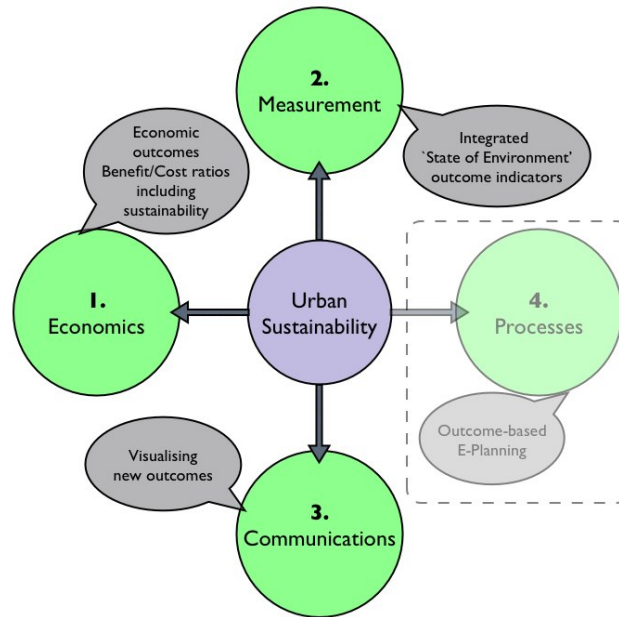 2.
Measurement
Economic
outcomes
Benefit/Cost ratios
including
sustainability
Integrated
`State of Environment'
outcome indicators
1.
Economics
Urban
Sustainability
4.
Processes
Outcome-based
E-Planning
Visualising
new outcomes
3.
Communications